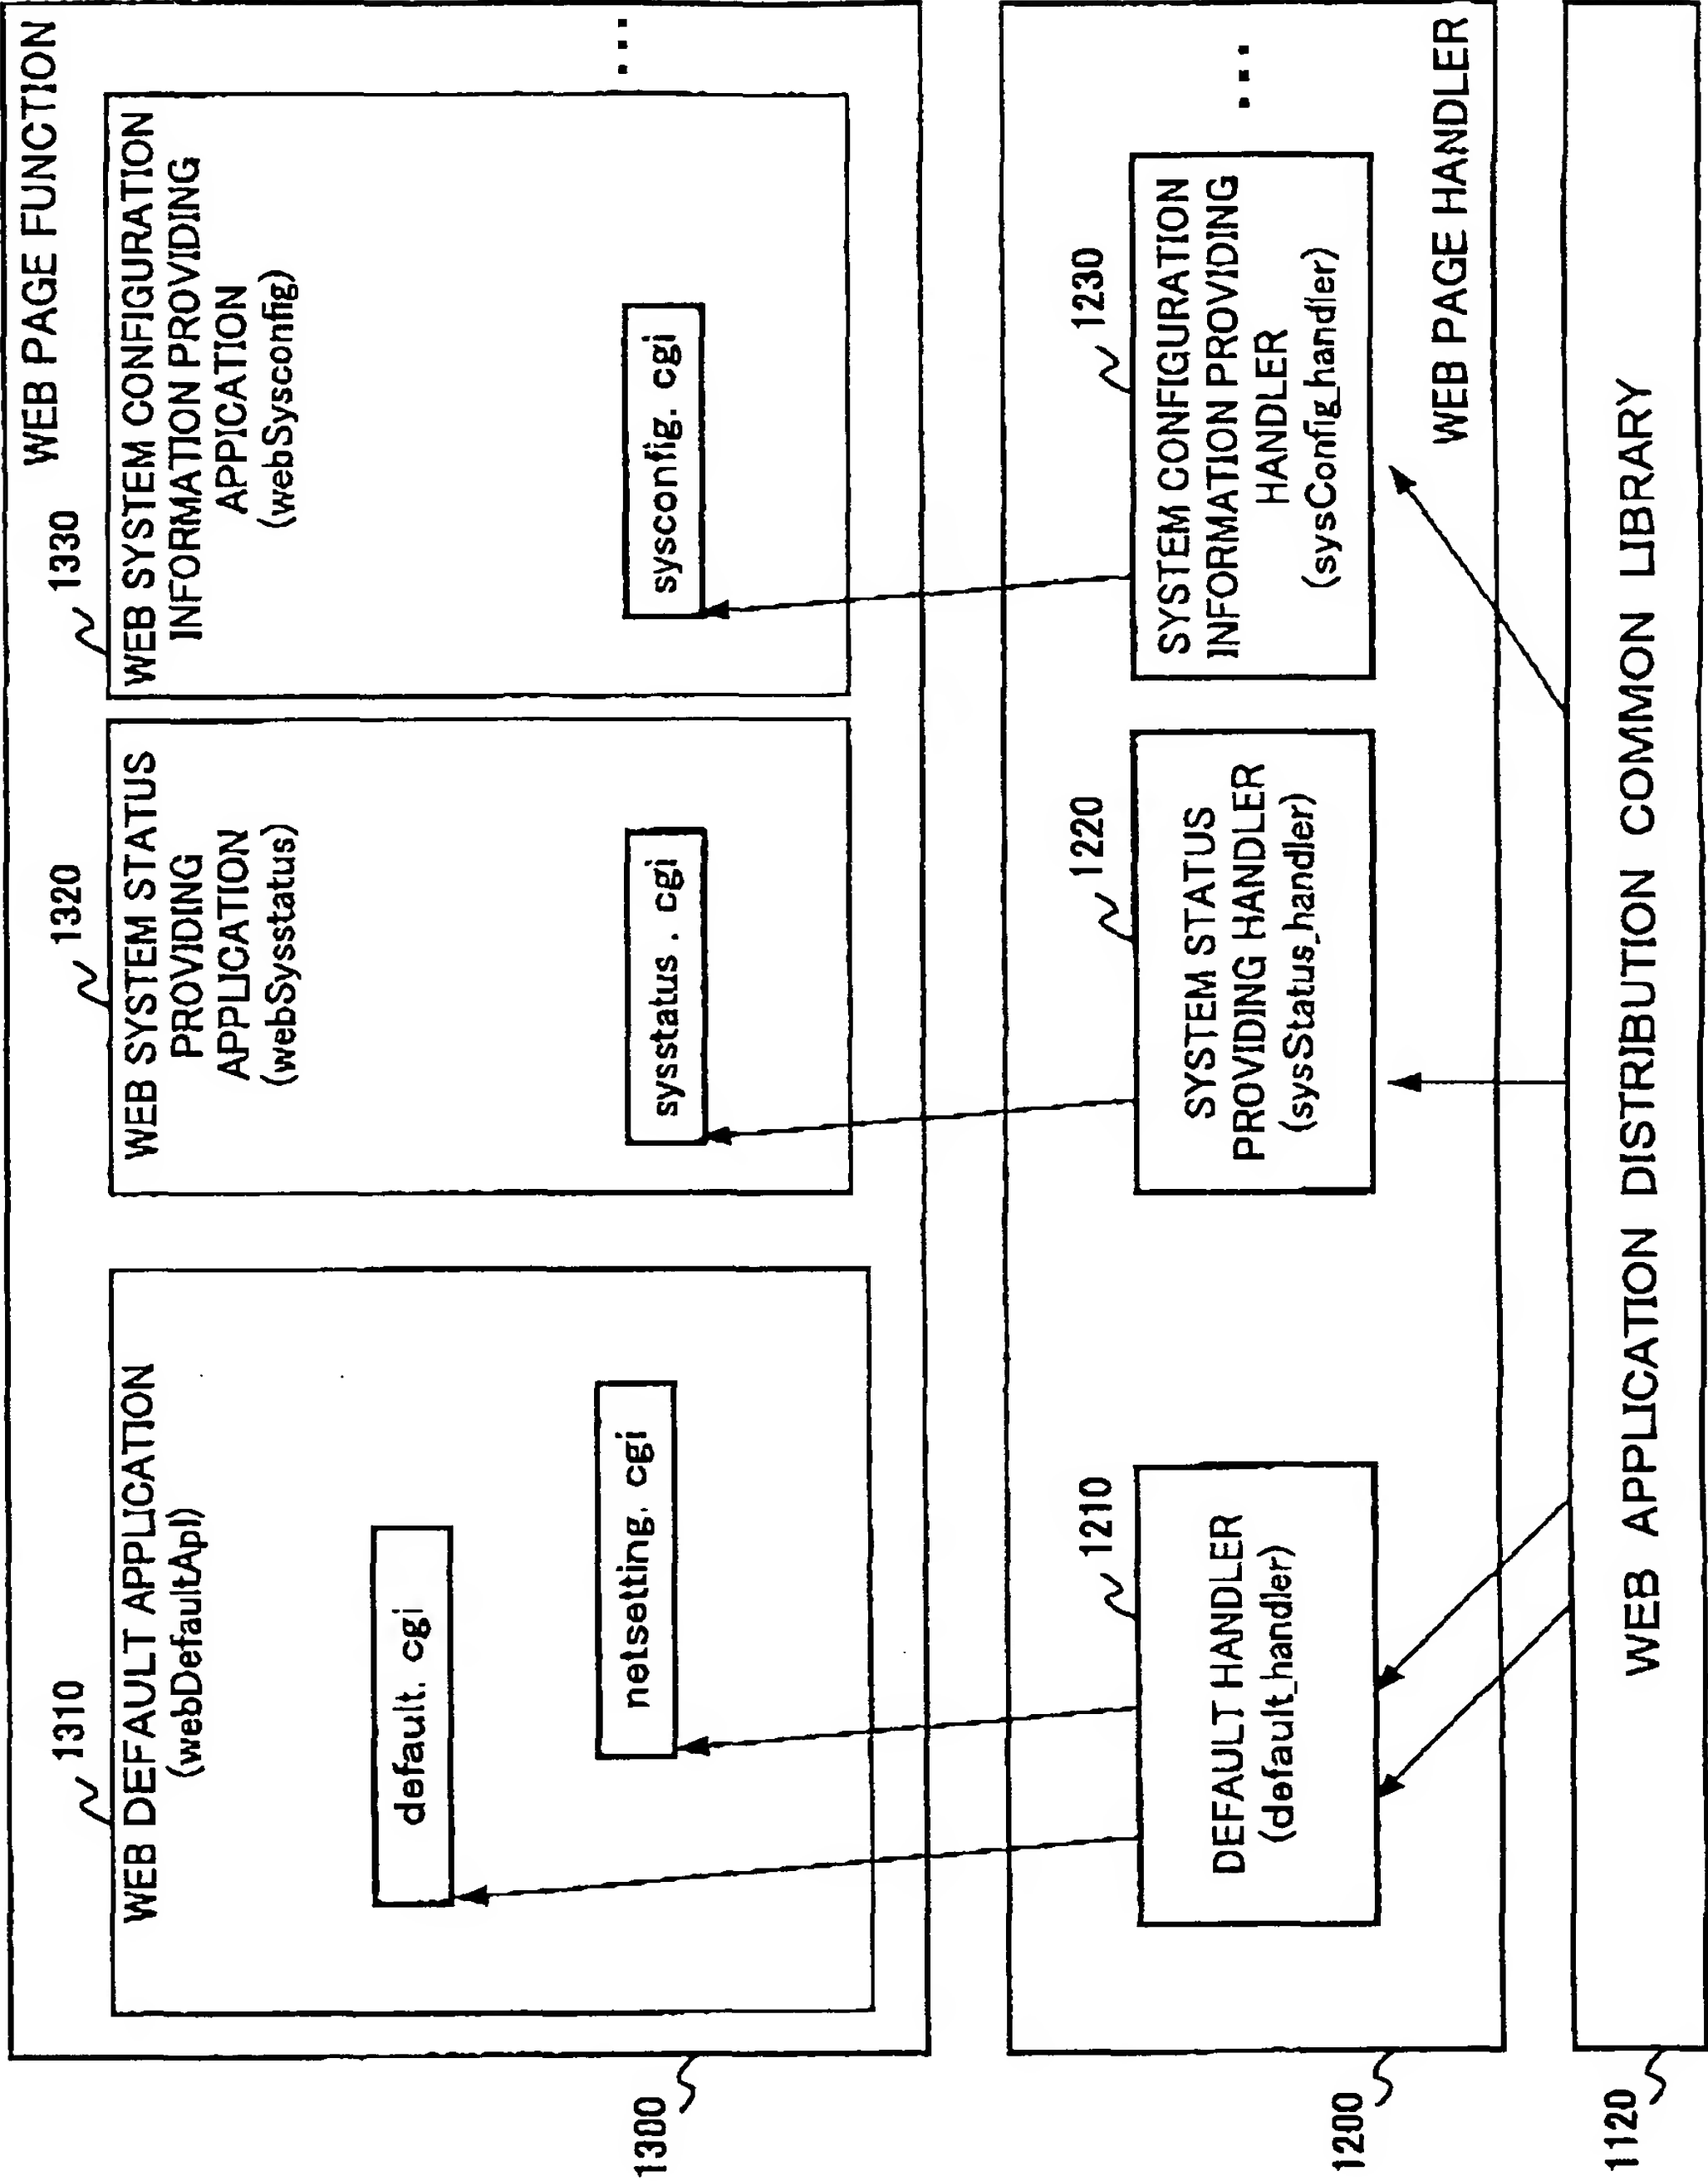 WEB PAGE FUNCTION
1310
WEB DEFAULT APPLICATION
(webDefaultApl)
default. cgi
netsetting. cgi
1320
WEB SYSTEM STATUS
PROVIDING
APPLICATION
(webSysstatus)
sysstatus . cgi
1330
WEB SYSTEM CONFIGURATION
INFORMATION PROVIDING
APPICATION
(webSysconfig)
sysconfig. cgi
...
1300
1210
DEFAULT HANDLER
(default_handler)
1220
SYSTEM STATUS
PROVIDING HANDLER
(sysStatus_handler)
1230
SYSTEM CONFIGURATION
INFORMATION PROVIDING
HANDLER
(sysConfig_handler)
...
WEB PAGE HANDLER
1200
WEB APPLICATION DISTRIBUTION COMMON LIBRARY
1120